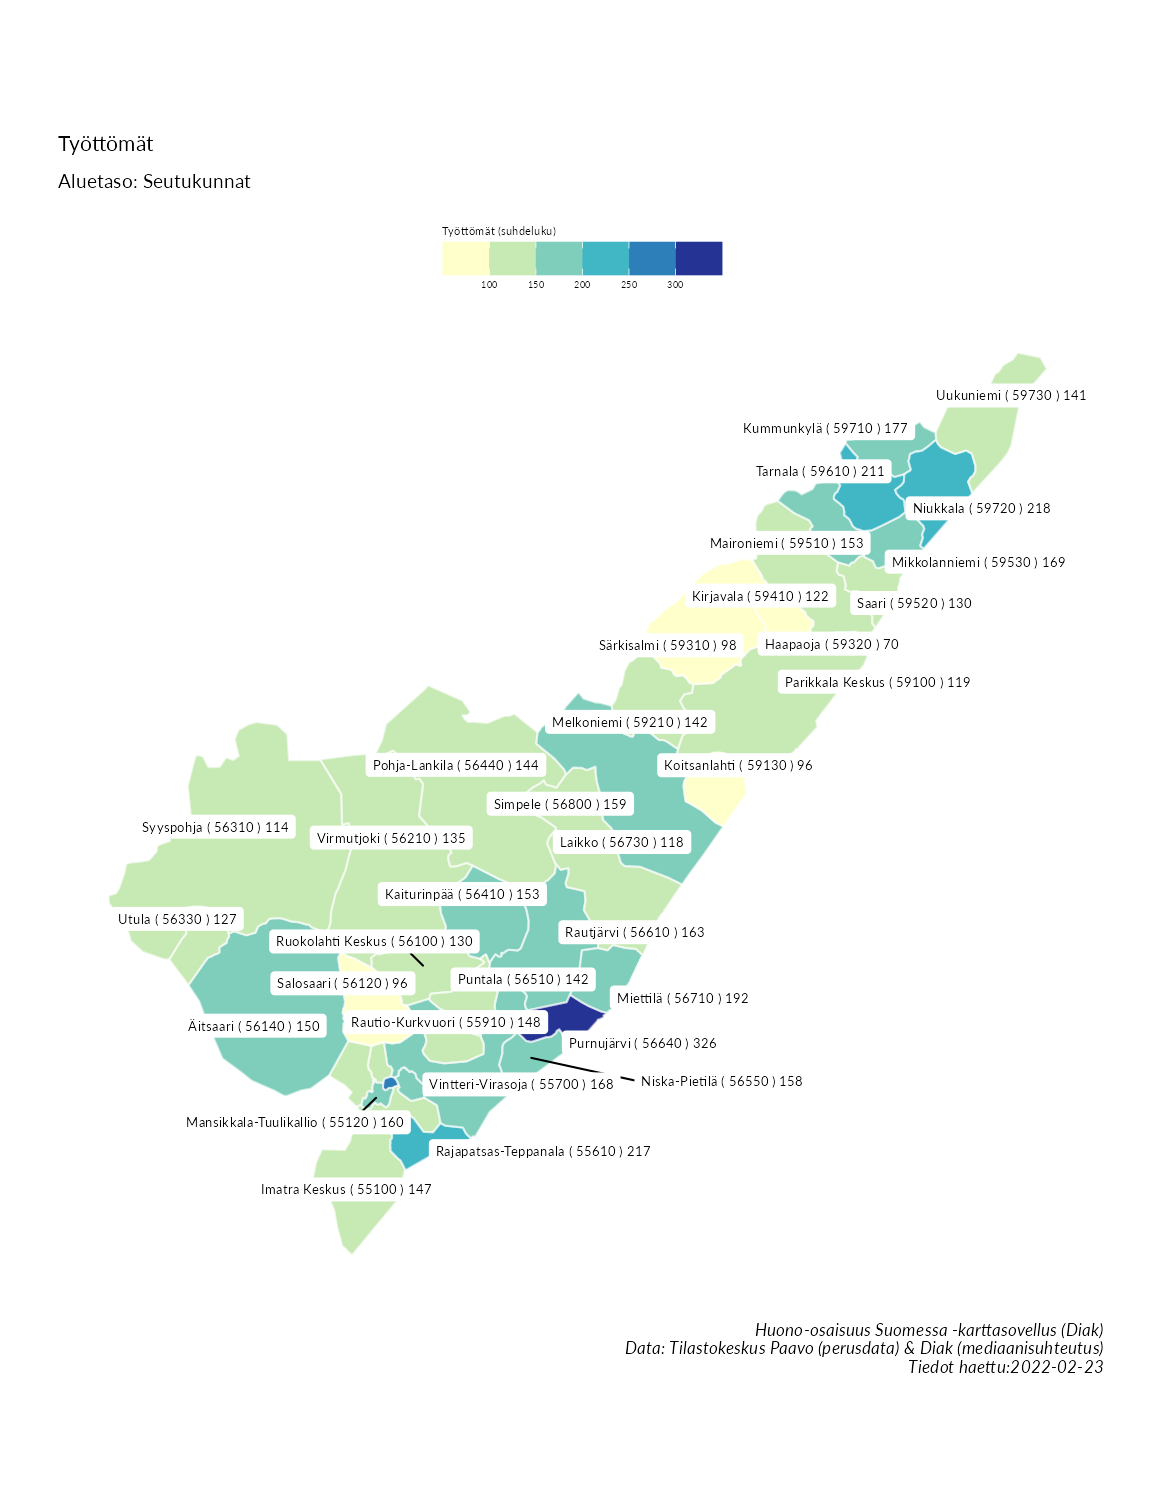 Työttömät
Aluetaso: Seutukunnat
Työttömät (suhdeluku)
100 150 200 250 300
Uukuniemi ( 59730 ) 141
Kummunkylä ( 59710 ) 177
Tarnala ( 59610 ) 211
Niukkala ( 59720 ) 218
Maironiemi ( 59510 ) 153
Mikkolanniemi ( 59530 ) 169
Kirjavala ( 59410 ) 122
Saari ( 59520 ) 130
Särkisalmi ( 59310 ) 98
Haapaoja ( 59320 ) 70
Parikkala Keskus ( 59100 ) 119
Melkoniemi ( 59210 ) 142
Pohja-Lankila ( 56440 ) 144
Koitsanlahti ( 59130 ) 96
Simpele ( 56800 ) 159
Syyspohja ( 56310 ) 114
Virmutjoki ( 56210 ) 135
Laikko ( 56730 ) 118
Kaiturinpää ( 56410 ) 153
Utula ( 56330 ) 127
Rautjärvi ( 56610 ) 163
Ruokolahti Keskus ( 56100 ) 130
Puntala ( 56510 ) 142
Salosaari ( 56120 ) 96
Miettilä ( 56710 ) 192
Rautio-Kurkvuori ( 55910 ) 148
Äitsaari ( 56140 ) 150
Purnujärvi ( 56640 ) 326
Niska-Pietilä ( 56550 ) 158
Vintteri-Virasoja ( 55700 ) 168
Mansikkala-Tuulikallio ( 55120 ) 160
Rajapatsas-Teppanala ( 55610 ) 217
Imatra Keskus ( 55100 ) 147
Huono-osaisuus Suomessa -karttasovellus (Diak)
Data: Tilastokeskus Paavo (perusdata) & Diak (mediaanisuhteutus)
Tiedot haettu:2022-02-23